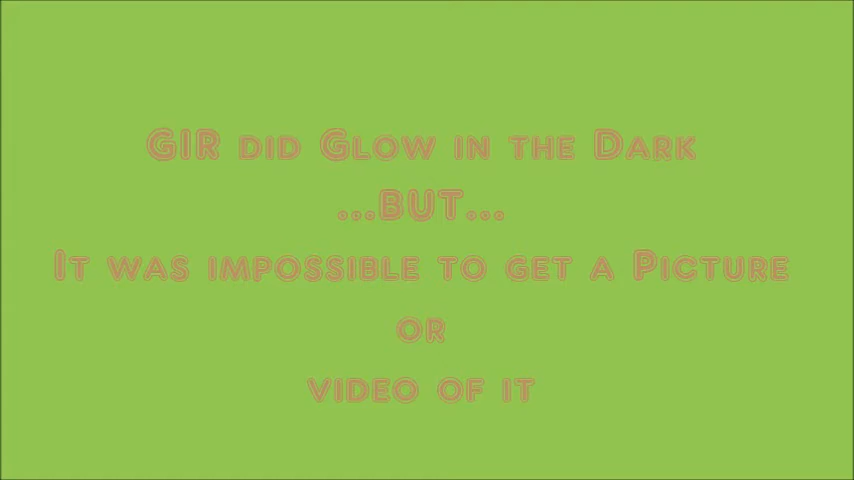 GIR did Glow in the Dark
...BUT...
It was impossible to get a Picture
or
video of it